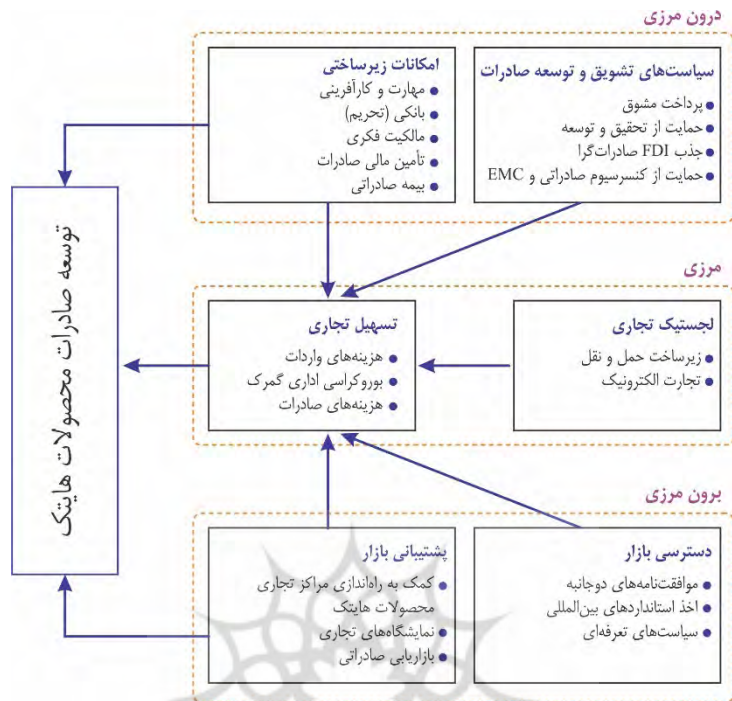 درون مرزی
سیاست‌های تشویق و توسعه صادرات
● پرداخت مشوق
● حمایت از تحقیق و توسعه
● جذب FDI صادرات‌گرا
● حمایت از کنسرسیوم صادراتی و EMC
امکانات زیرساختی
● مهارت و کارآفرینی
● بانکی (تحریم)
● مالکیت فکری
● تأمین مالی صادرات
● بیمه صادراتی
مرزی
لجستیک تجاری
● زیرساخت حمل و نقل
● تجارت الکترونیک
تسهیل تجاری
● هزینه‌های واردات
● بوروکراسی اداری گمرک
● هزینه‌های صادرات
توسعه صادرات محصولات هایتک
برون مرزی
دسترسی بازار
● موافقت‌نامه‌های دوجانبه
● اخذ استانداردهای بین‌المللی
● سیاست‌های تعرفه‌ای
پشتیبانی بازار
● کمک به راه‌اندازی مراکز تجاری
محصولات هایتک
● نمایشگاه‌های تجاری
● بازاریابی صادراتی